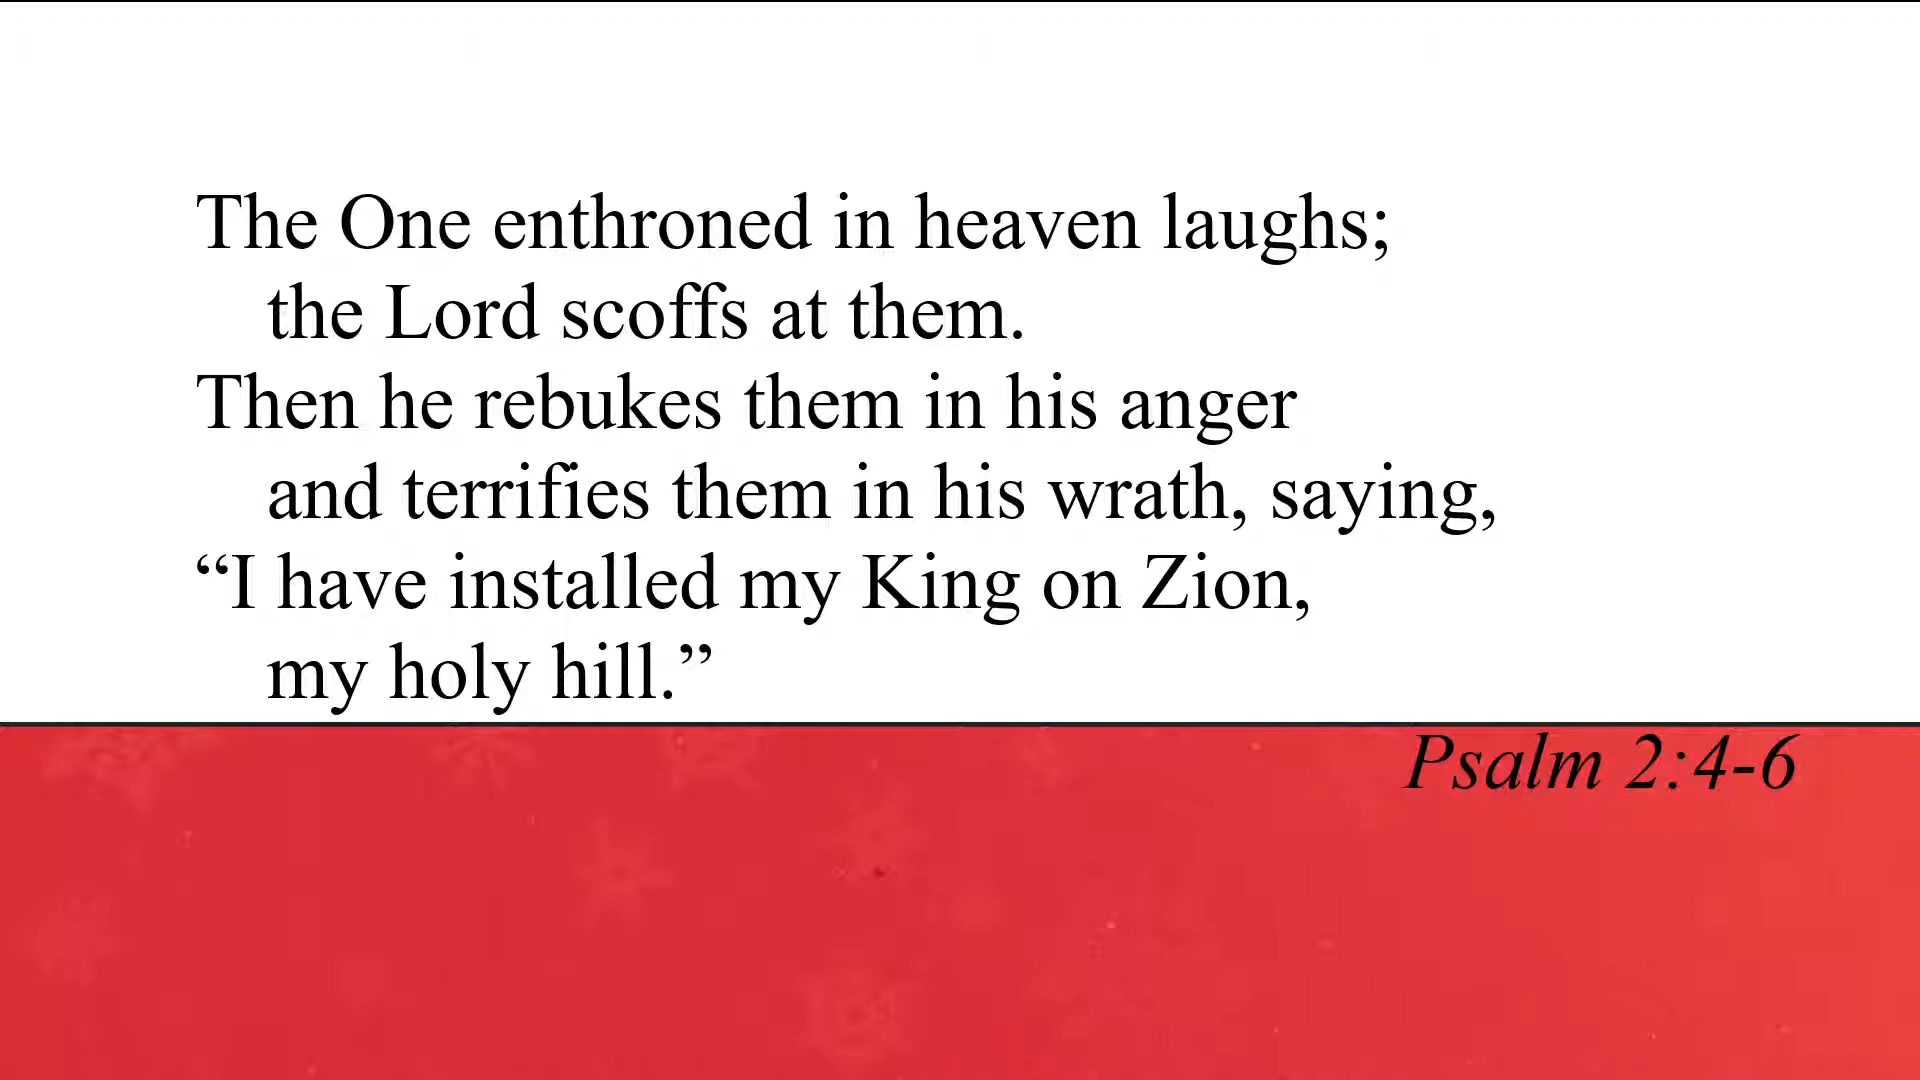 The One enthroned in heaven laughs;
the Lord scoffs at them.
Then he rebukes them in his anger
and terrifies them in his wrath, saying,
“I have installed my King on Zion,
my holy hill.”
Psalm 2:4-6